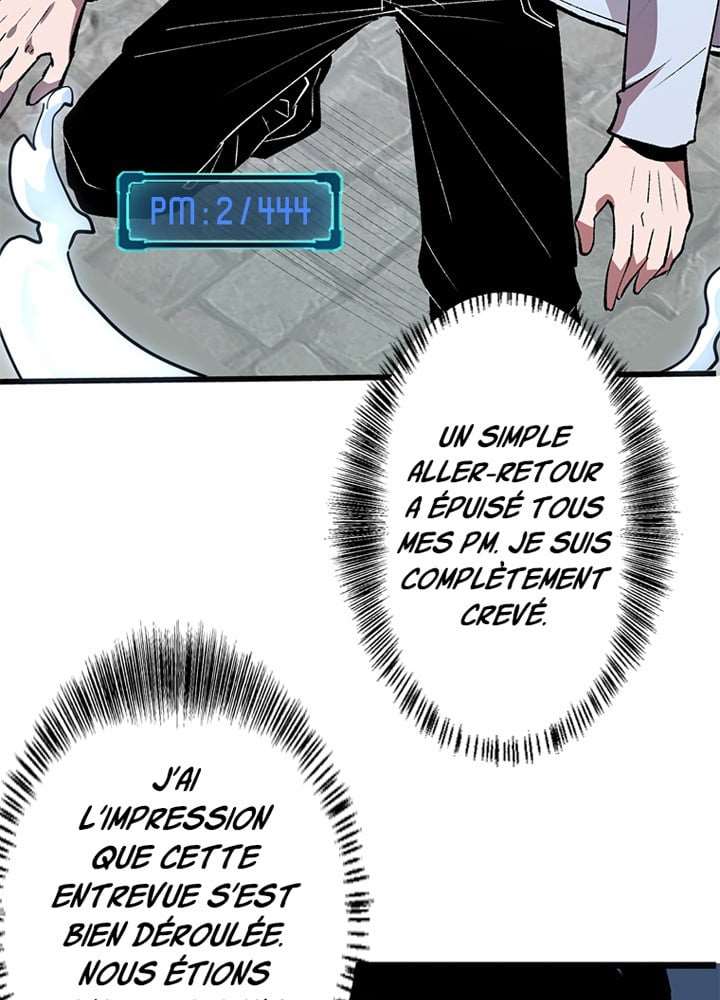 PM : 2 / 444
UN SIMPLE
ALLER-RETOUR
A ÉPUISÉ TOUS
MES PM. JE SUIS
COMPLÈTEMENT
CREVÉ.
J'AI
L'IMPRESSION
QUE CETTE
ENTREVUE S'EST
BIEN DÉROULÉE.
NOUS ÉTIONS